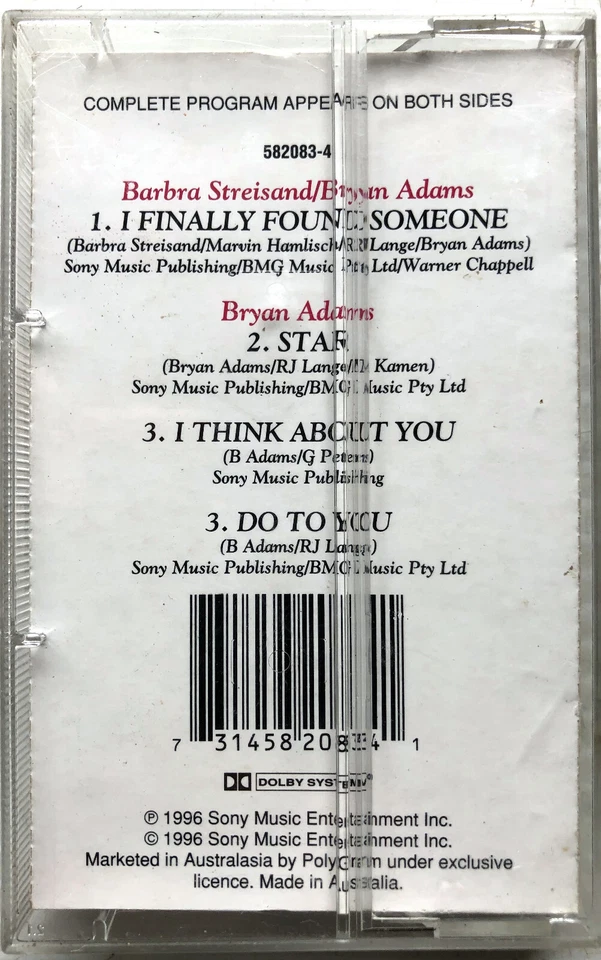 COMPLETE PROGRAM APPEARS ON BOTH SIDES
582083-4
Barbra Streisand/Bryan Adams
1. I FINALLY FOUND SOMEONE
(Barbra Streisand/Marvin Hamlisch/RJ Lange/Bryan Adams)
Sony Music Publishing/BMG Music Pty Ltd/Warner Chappell
Bryan Adams
2. STAR
(Bryan Adams/RJ Lange/M Kamen)
Sony Music Publishing/BMG Music Pty Ltd
3. I THINK ABOUT YOU
(B Adams/G Peters)
Sony Music Publishing
3. DO TO YOU
(B Adams/RJ Lange)
Sony Music Publishing/BMG Music Pty Ltd
7 31458 20834 1
DOLBY SYSTEM®
℗ 1996 Sony Music Entertainment Inc.
© 1996 Sony Music Entertainment Inc.
Marketed in Australasia by PolyGram under exclusive
licence. Made in Australia.